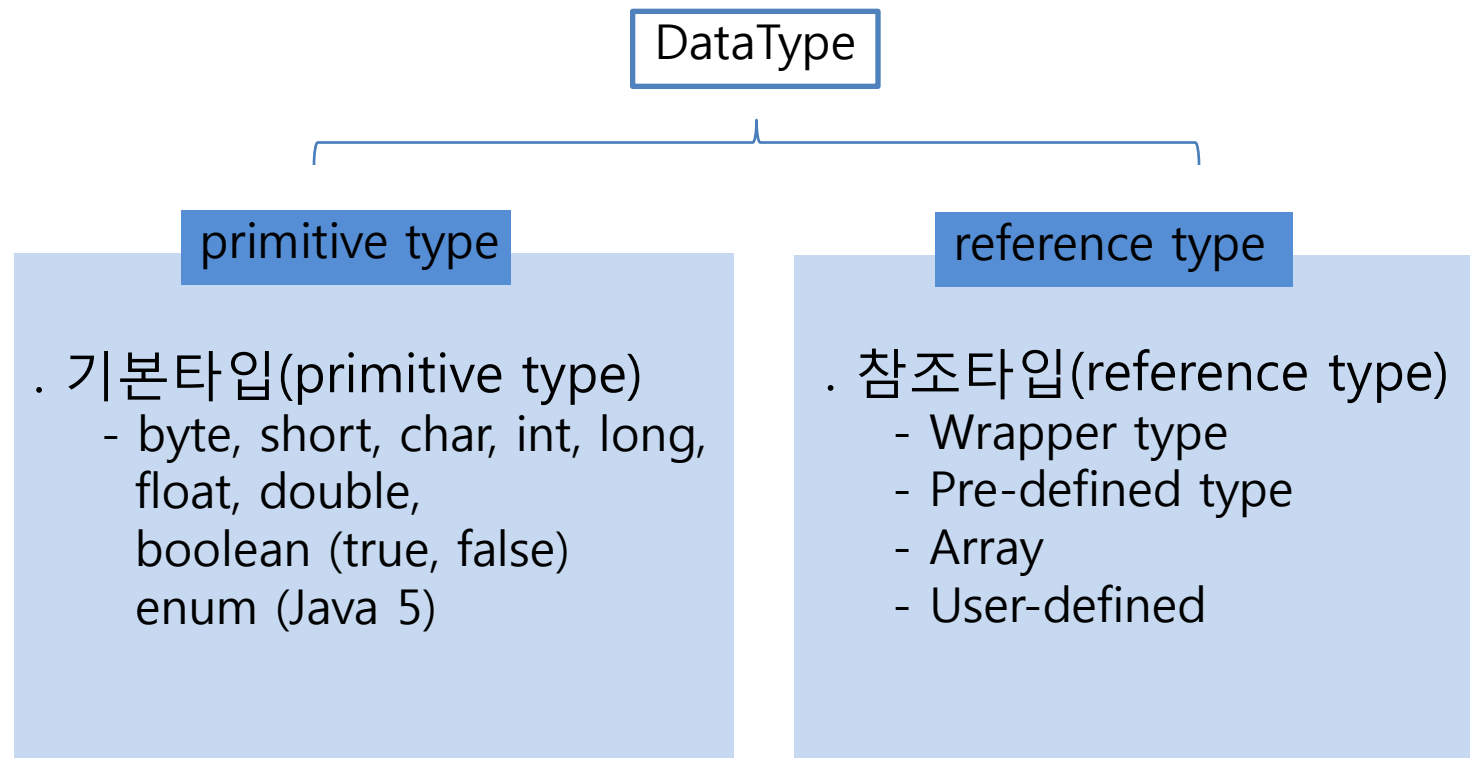 DataType
primitive type
. 기본타입(primitive type)
- byte, short, char, int, long,
float, double,
boolean (true, false)
enum (Java 5)
reference type
. 참조타입(reference type)
- Wrapper type
- Pre-defined type
- Array
- User-defined